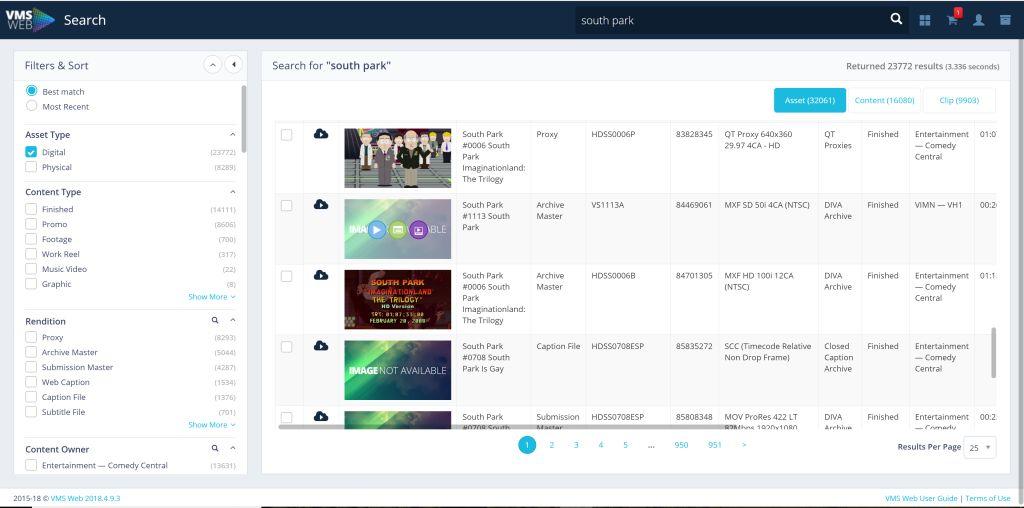 VMS
WEB
Search
south park
1
Filters & Sort
Best match
Most Recent
Asset Type
Digital (23772)
Physical (8289)
Content Type
Finished (14111)
Promo (8606)
Footage (700)
Work Reel (317)
Music Video (22)
Graphic (8)
Show More
Rendition
Proxy (8293)
Archive Master (5044)
Submission Master (4287)
Web Caption (1534)
Caption File (1376)
Subtitle File (701)
Show More
Content Owner
Entertainment — Comedy Central (13631)
Search for "south park"
Returned 23772 results (3.336 seconds)
Asset (32061) Content (16080) Clip (9903)
South Park
#0006 South
Park
Imaginationland:
The Trilogy
Proxy
HDSS0006P
83828345
QT Proxy 640x360
29.97 4CA - HD
QT
Proxies
Finished
Entertainment
— Comedy
Central
01:0
South Park
#1113 South
Park
Archive
Master
VS1113A
84469061
MXF SD 50i 4CA (NTSC)
DIVA
Archive
Finished
VIMN — VH1
SOUTH PARK
"IMAGINATIONLAND
THE TRILOGY"
HD Version
TRT: 01:07:33:00
FEBRUARY 20, 2008
South Park
#0006 South
Park
Imaginationland:
The Trilogy
Archive
Master
HDSS0006B
84701305
MXF HD 100i 12CA
(NTSC)
DIVA
Archive
Finished
Entertainment
— Comedy
Central
01:1
IMAGE NOT AVAILABLE
South Park
#0708 South
Park Is Gay
Caption File
HDSS0708ESP
85835272
SCC (Timecode Relative
Non Drop Frame)
Closed
Caption
Archive
Finished
Entertainment
— Comedy
Central
South Park
#0708 South
Submission
Master
HDSS0708ESP
85808348
MOV ProRes 422 LT
82Mbps 1920x1080
DIVA
Archive
Finished
Entertainment
— Comedy
00:2
1 2 3 4 5 ... 950 951 >
Results Per Page 25
2015-18 © VMS Web 2018.4.9.3
VMS Web User Guide | Terms of Use